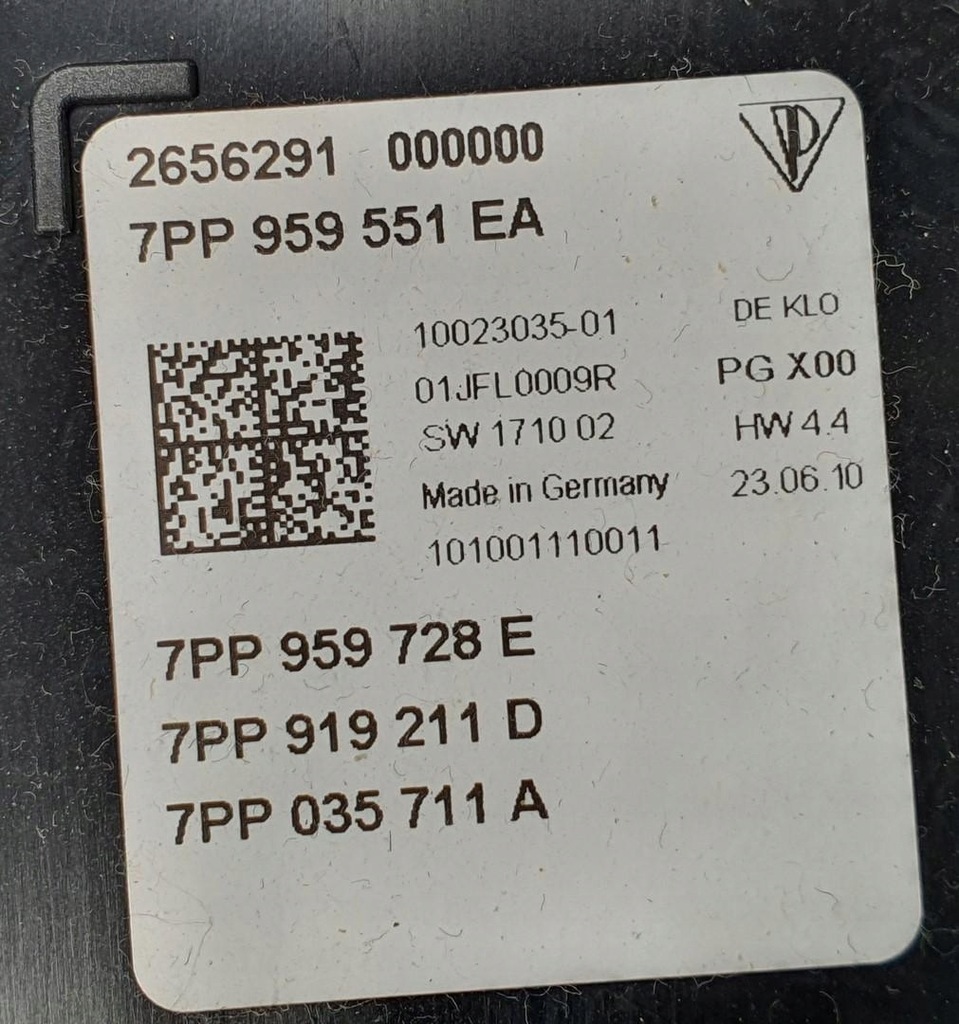 2656291 000000
7PP 959 551 EA
10023035-01 DE KLO
01JFL0009R PG X00
SW 1710 02 HW 4.4
Made in Germany 23.06.10
101001110011
7PP 959 728 E
7PP 919 211 D
7PP 035 711 A